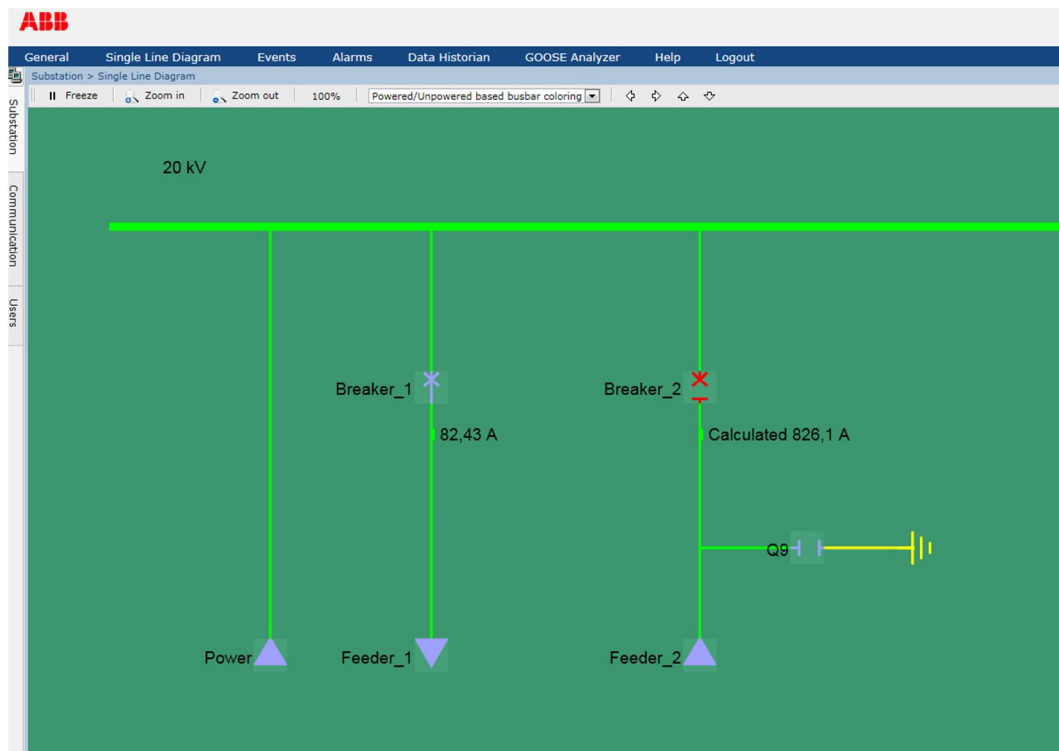 ABB
General Single Line Diagram Events Alarms Data Historian GOOSE Analyzer Help Logout
Substation > Single Line Diagram
Freeze Zoom in Zoom out 100% Powered/Unpowered based busbar coloring
Substation
Communication
Users
20 kV
Breaker_1 Breaker_2
82,43 A Calculated 826,1 A
Q9
Power Feeder_1 Feeder_2